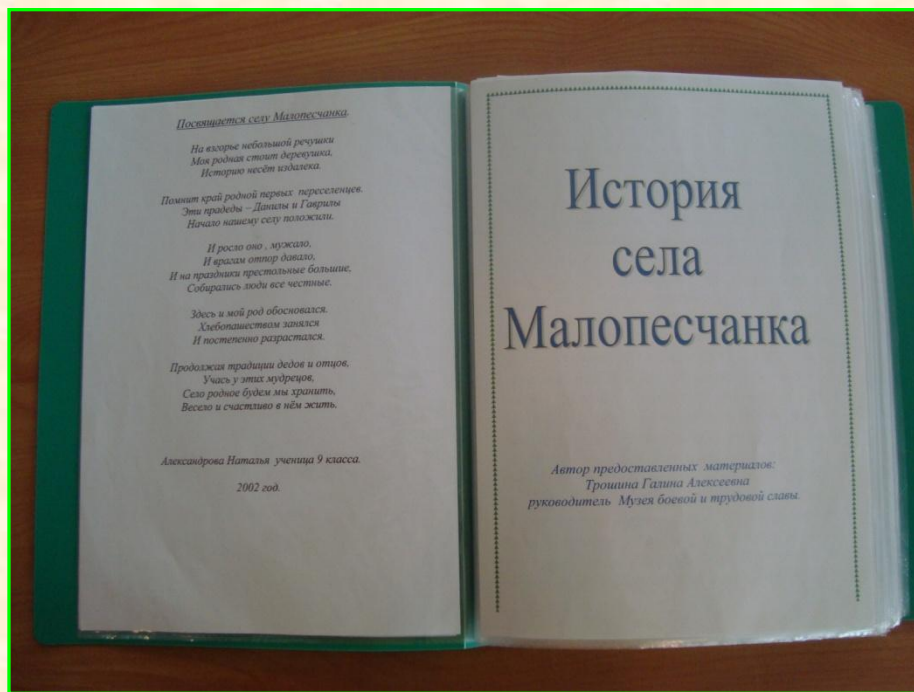 Посвящается селу Малопесчанка.
На взгорье небольшой речушки
Моя родная стоит деревушка,
Историю несёт издалека.
Помнит край родной первых переселенцев.
Эти прадеды – Данилы и Гаврилы
Начало нашему селу положили.
И росло оно , мужало,
И врагам отпор давало,
И на праздники престольные большие,
Собирались люди все честные.
Здесь и мой род обосновался.
Хлебопашеством занялся
И постепенно разрастался.
Продолжая традиции дедов и отцов,
Учась у этих мудрецов,
Село родное будем мы хранить,
Весело и счастливо в нём жить.
Александрова Наталья ученица 9 класса.
2002 год.
История
села
Малопесчанка
Автор предоставленных материалов:
Трошина Галина Алексеевна
руководитель Музея боевой и трудовой славы.